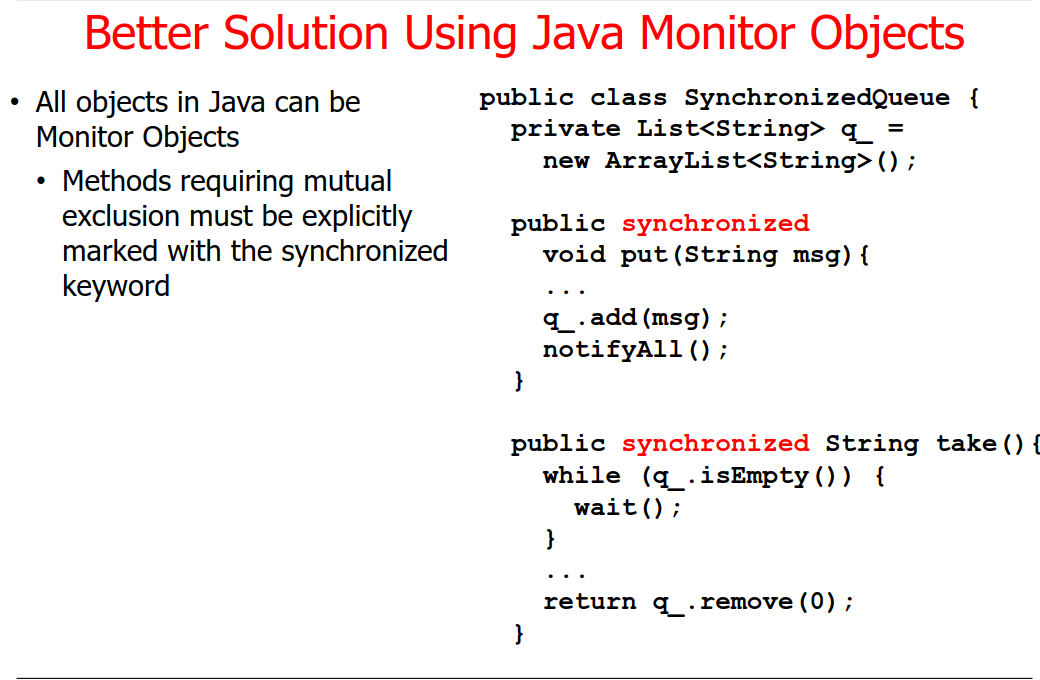 Better Solution Using Java Monitor Objects
• All objects in Java can be
Monitor Objects
• Methods requiring mutual
exclusion must be explicitly
marked with the synchronized
keyword
public class SynchronizedQueue {
  private List<String> q_ =
    new ArrayList<String>();
  public synchronized
    void put(String msg){
    ...
    q_.add(msg);
    notifyAll();
  }
  public synchronized String take(){
    while (q_.isEmpty()) {
      wait();
    }
    ...
    return q_.remove(0);
  }